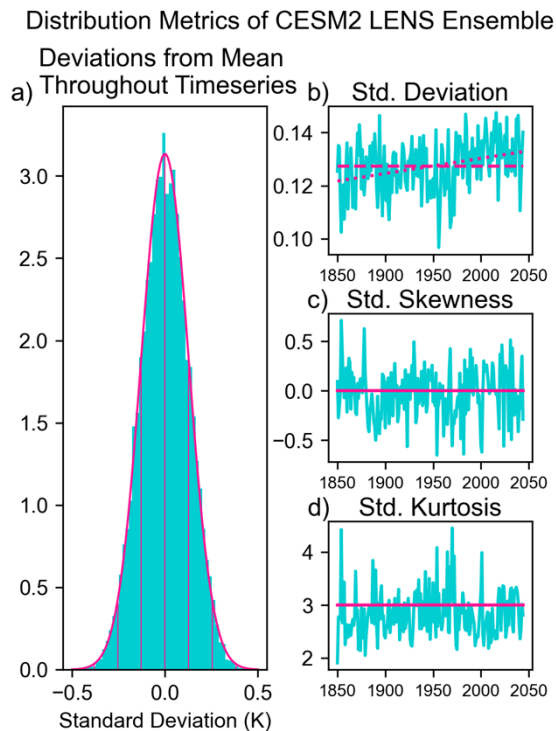 Distribution Metrics of CESM2 LENS Ensemble
Deviations from Mean
Throughout Timeseries
a)
3.0
2.5
2.0
1.5
1.0
0.5
0.0
−0.5 0.0 0.5
Standard Deviation (K)
b) Std. Deviation
0.14
0.12
0.10
1850 1900 1950 2000 2050
c) Std. Skewness
0.5
0.0
−0.5
1850 1900 1950 2000 2050
d) Std. Kurtosis
4
3
2
1850 1900 1950 2000 2050